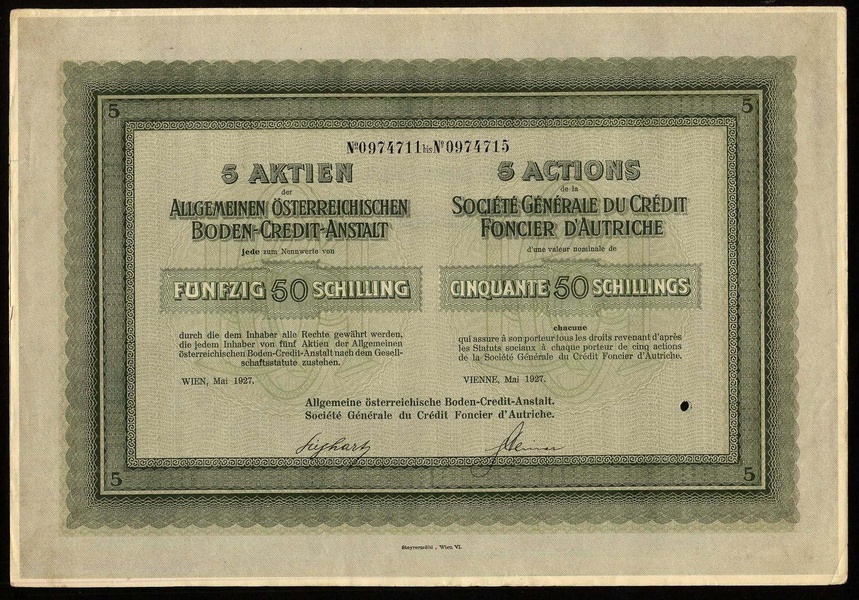 5
5
№0974711 bis №0974715
5 AKTIEN
der
ALLGEMEINEN ÖSTERREICHISCHEN
BODEN-CREDIT-ANSTALT
jede zum Nennwerte von
FÜNFZIG 50 SCHILLING
durch die dem Inhaber alle Rechte gewährt werden,
die jedem Inhaber von fünf Aktien der Allgemeinen
österreichischen Boden-Credit-Anstalt nach dem Gesell-
schaftsstatute zustehen.
WIEN, Mai 1927.
5 ACTIONS
de la
SOCIÉTÉ GÉNÉRALE DU CRÉDIT
FONCIER D'AUTRICHE
d'une valeur nominale de
CINQUANTE 50 SCHILLINGS
chacune
qui assure à son porteur tous les droits revenant d'après
les Statuts sociaux à chaque porteur de cinq actions
de la Société Générale du Crédit Foncier d'Autriche.
VIENNE, Mai 1927.
Allgemeine österreichische Boden-Credit-Anstalt.
Société Générale du Crédit Foncier d'Autriche.
5
5
Steyrermühl, Wien VI.